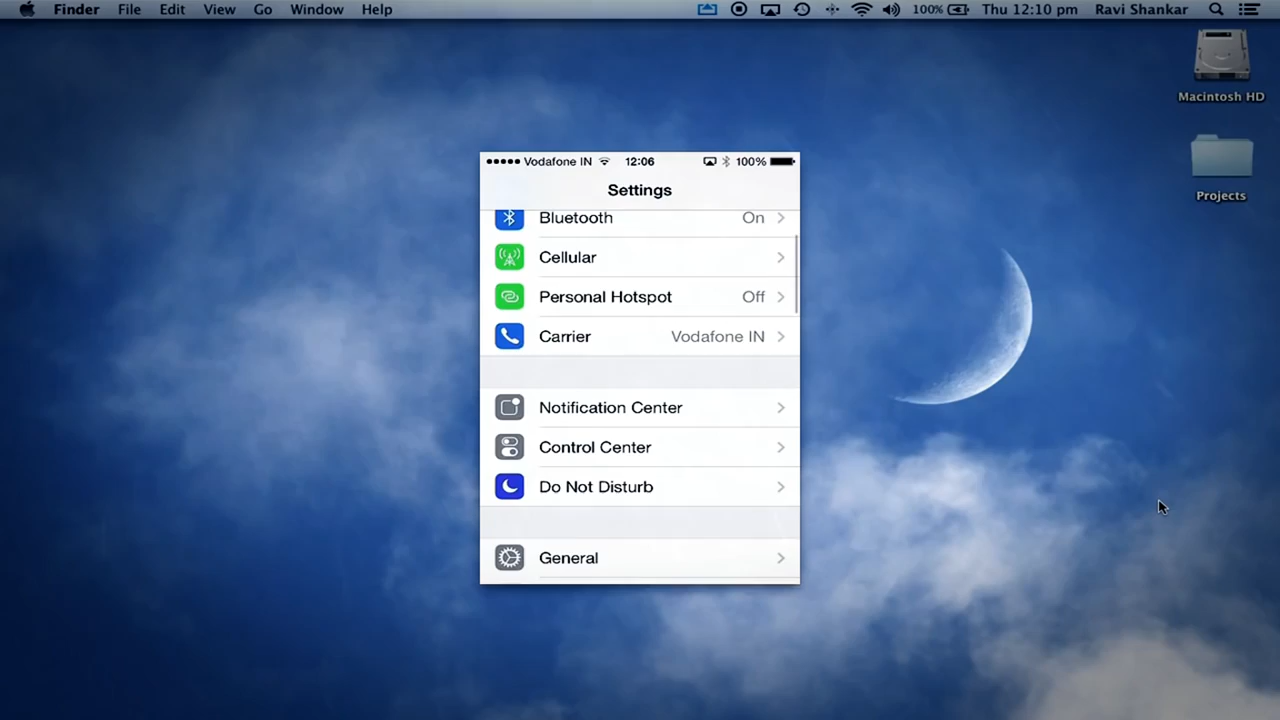 Finder File Edit View Go Window Help 100% Thu 12:10 pm Ravi Shankar
Macintosh HD
Projects
Vodafone IN 12:06 100%
Settings
Bluetooth On
Cellular
Personal Hotspot Off
Carrier Vodafone IN
Notification Center
Control Center
Do Not Disturb
General